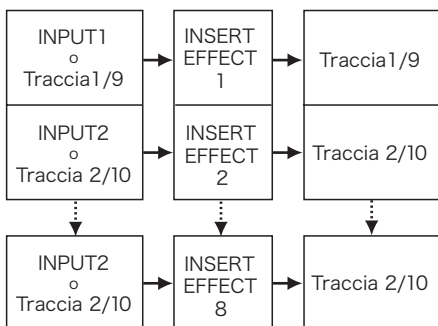 INPUT1
o
Traccia1/9
INSERT
EFFECT
1
Traccia1/9
INPUT2
o
Traccia 2/10
INSERT
EFFECT
2
Traccia 2/10
INPUT2
o
Traccia 2/10
INSERT
EFFECT
8
Traccia 2/10